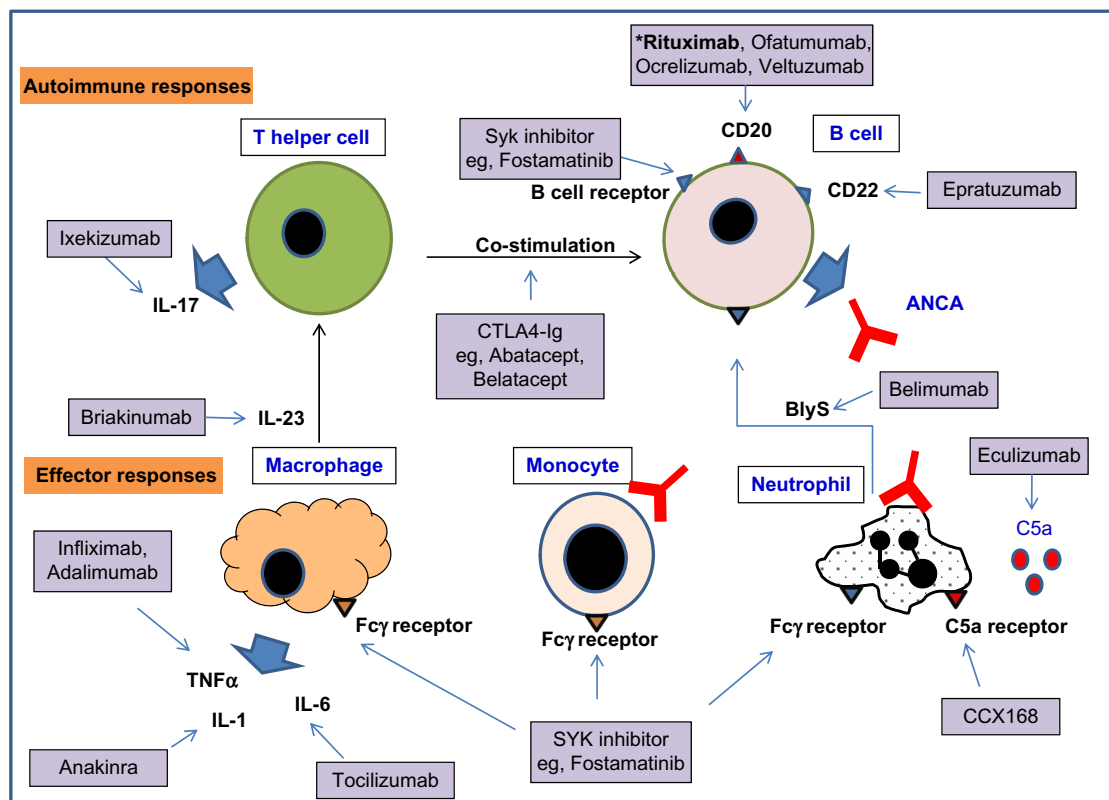 *Rituximab, Ofatumumab,
Ocrelizumab, Veltuzumab
Autoimmune responses
T helper cell
Syk inhibitor
eg, Fostamatinib
CD20
B cell
B cell receptor
CD22
Epratuzumab
Ixekizumab
IL-17
Co-stimulation
CTLA4-Ig
eg, Abatacept,
Belatacept
ANCA
Briakinumab
IL-23
BlyS
Belimumab
Effector responses
Macrophage
Monocyte
Neutrophil
Eculizumab
C5a
Infliximab,
Adalimumab
Fcγ receptor
Fcγ receptor
Fcγ receptor
C5a receptor
TNFα
IL-6
IL-1
Anakinra
Tocilizumab
SYK inhibitor
eg, Fostamatinib
CCX168